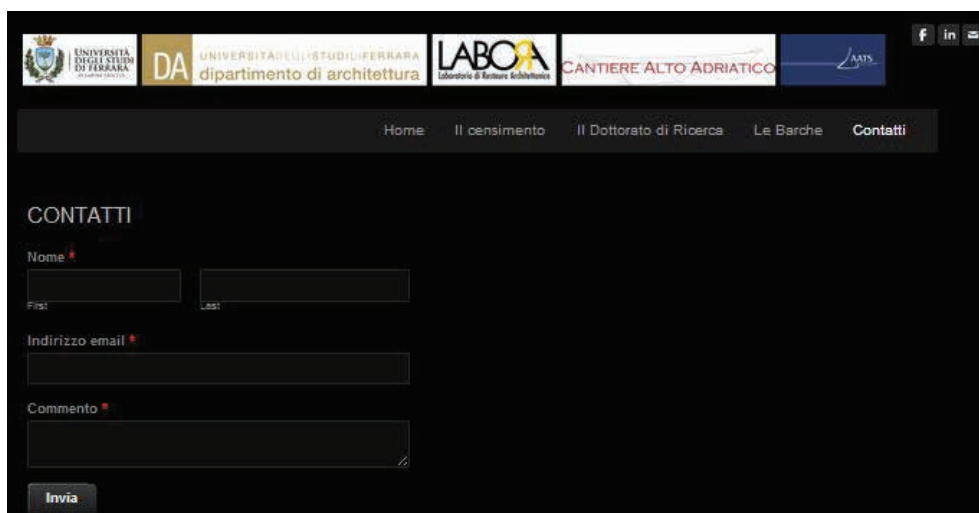 UNIVERSITÀ
DEGLI STUDI
DI FERRARA
DA
UNIVERSITÀ DEGLI STUDI DI FERRARA
dipartimento di architettura
LABORA
Laboratorio di Restauro Architettonico
CANTIERE ALTO ADRIATICO
AATS
f in
Home Il censimento Il Dottorato di Ricerca Le Barche Contatti
CONTATTI
Nome *
First Last
Indirizzo email *
Commento *
Invia